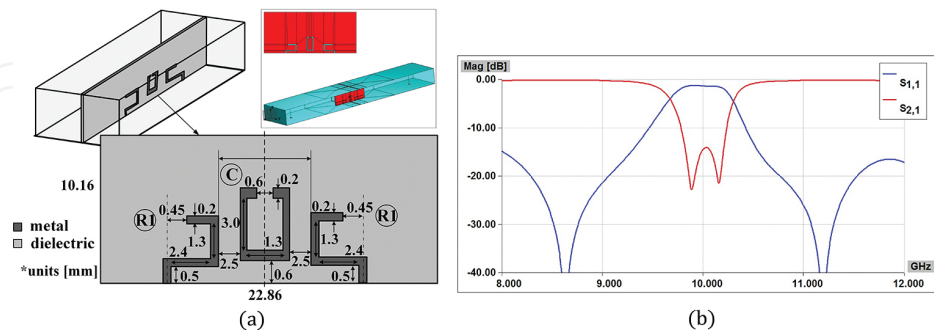 10.16
metal
dielectric
*units [mm]
R1
C
R1
0.6
0.2
0.45
0.2
3.0
1.3
1.3
0.2
0.45
1.3
2.4
0.5
2.5
2.5
0.6
2.4
0.5
22.86
(a)
Mag [dB]
0.00
-10.00
-20.00
-30.00
-40.00
S1,1
S2,1
8.000
9.000
10.000
11.000
12.000
GHz
(b)